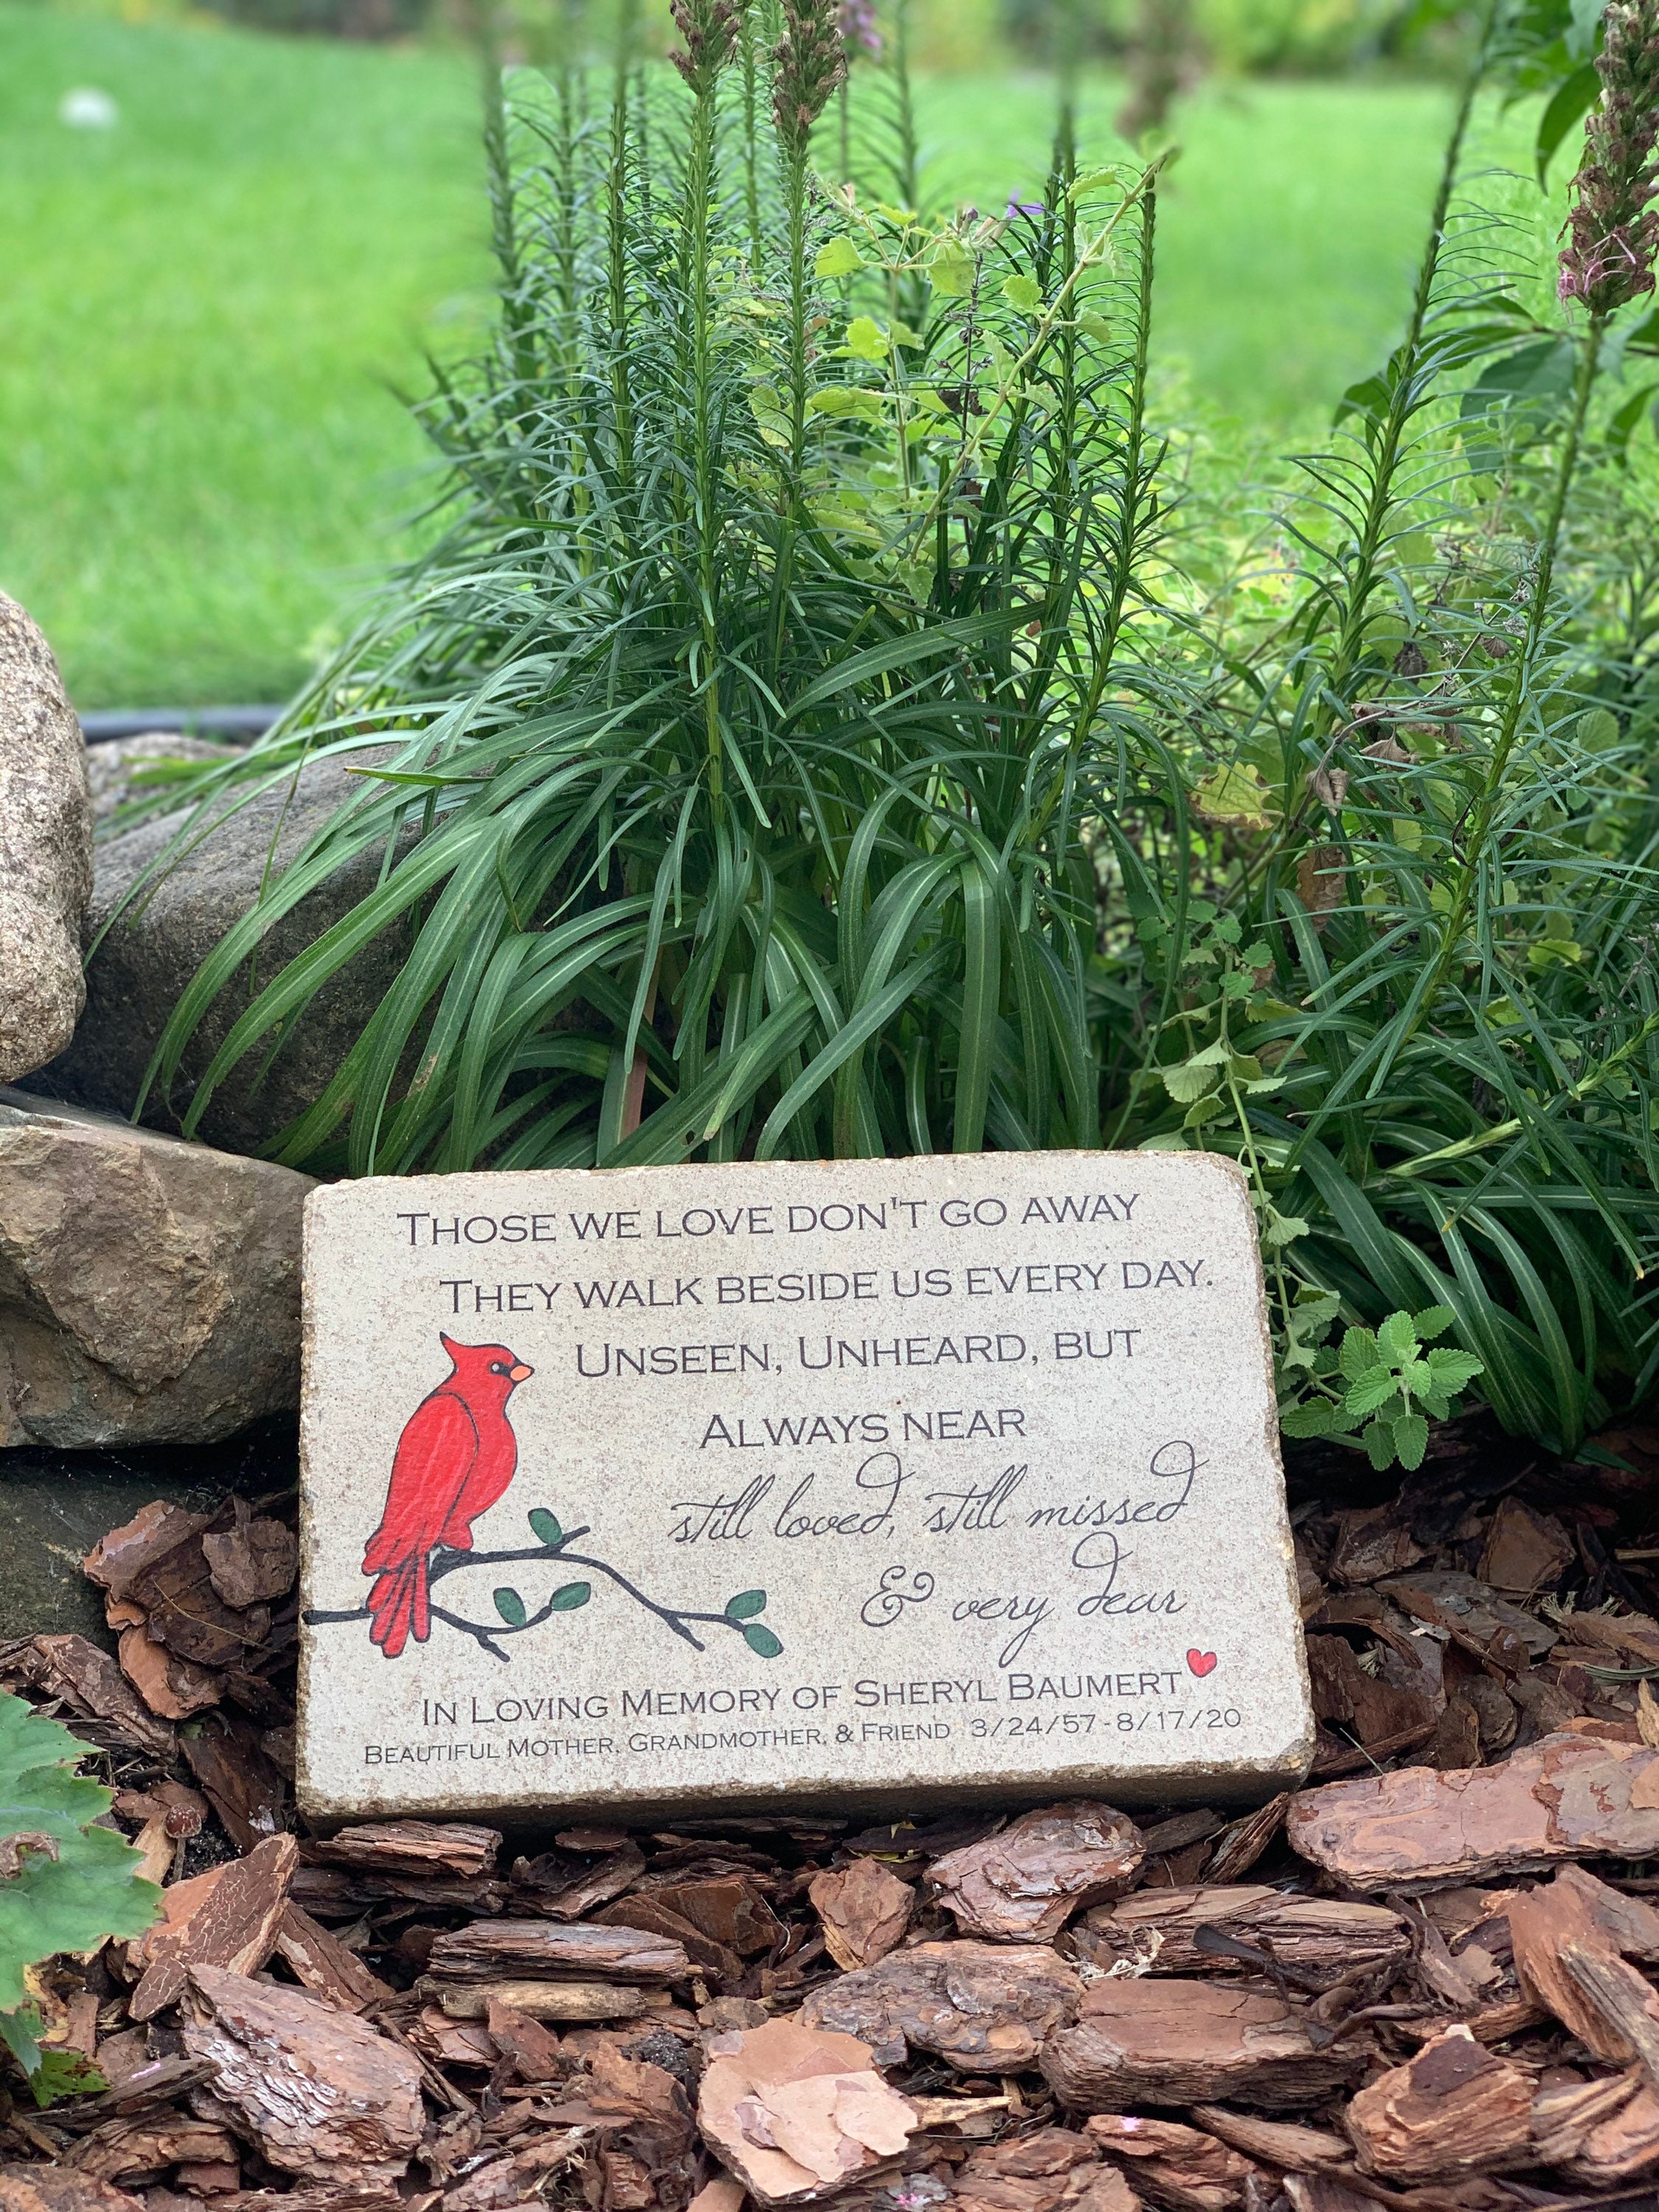 THOSE WE LOVE DON'T GO AWAY
THEY WALK BESIDE US EVERY DAY.
UNSEEN, UNHEARD, BUT
ALWAYS NEAR
still loved, still missed
& very dear
IN LOVING MEMORY OF SHERYL BAUMERT
BEAUTIFUL MOTHER, GRANDMOTHER, & FRIEND 3/24/57 - 8/17/20